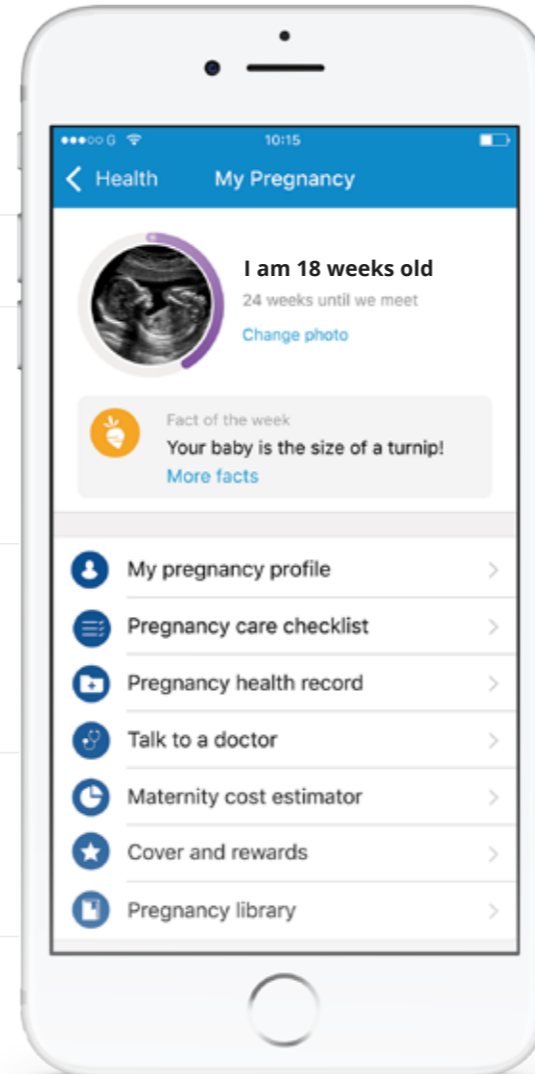 G 10:15
Health My Pregnancy
I am 18 weeks old
24 weeks until we meet
Change photo
Fact of the week
Your baby is the size of a turnip!
More facts
My pregnancy profile
Pregnancy care checklist
Pregnancy health record
Talk to a doctor
Maternity cost estimator
Cover and rewards
Pregnancy library